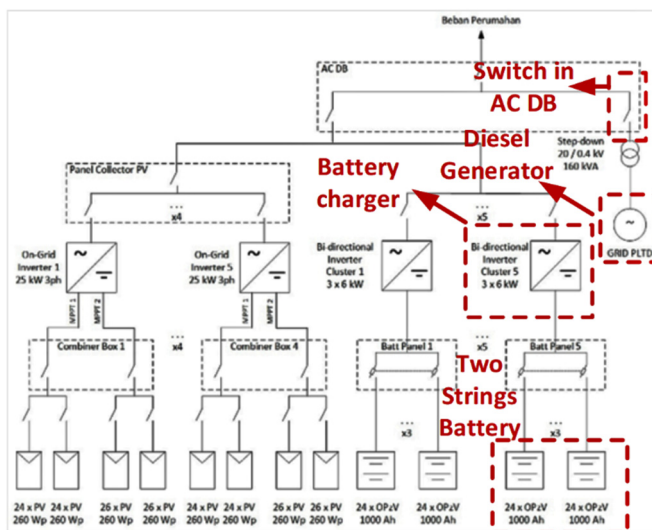 Beban Perumahan
AC DB
Switch in
AC DB
Step-down
20 / 0.4 kV
160 kVA
Diesel
Generator
Battery
charger
GRID PLTD
Panel Collector PV
x4
x5
On-Grid
Inverter 1
25 kW 3ph
On-Grid
Inverter 5
25 kW 3ph
Bi-directional
Inverter
Cluster 1
3 x 6 kW
Bi-directional
Inverter
Cluster 5
3 x 6 kW
MPPT 1
MPPT 2
MPPT 1
MPPT 2
Combiner Box 1
x4
Combiner Box 4
Batt Panel 1
x5
Batt Panel 5
Two
Strings
Battery
x3
x3
24 x PV
260 Wp
24 x PV
260 Wp
26 x PV
260 Wp
26 x PV
260 Wp
24 x PV
260 Wp
24 x PV
260 Wp
26 x PV
260 Wp
26 x PV
260 Wp
24 x OPzV
1000 Ah
24 x OPzV
1000 Ah
24 x OPzV
1000 Ah
24 x OPzV
1000 Ah